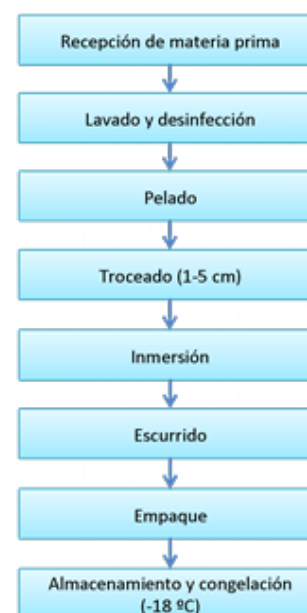 Recepción de materia prima
Lavado y desinfección
Pelado
Troceado (1-5 cm)
Inmersión
Escurrido
Empaque
Almacenamiento y congelación
(-18 ºC)